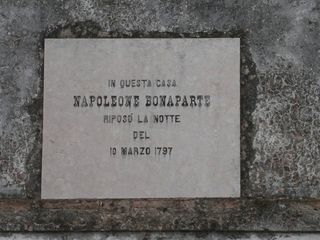 IN QUESTA CASA
NAPOLEONE BONAPARTE
RIPOSÒ LA NOTTE
DEL
10 MARZO 1797